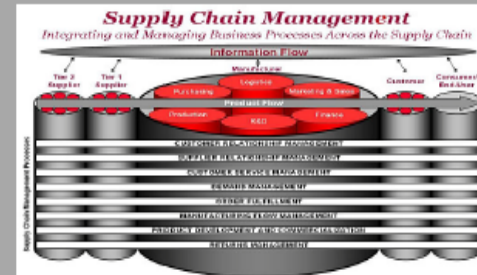 Supply Chain Management
Integrating and Managing Business Processes Across the Supply Chain
Information Flow
Manufacturer
Tier 2
Supplier
Tier 1
Supplier
Customer
Consumer/
End-User
Logistics
Purchasing
Marketing & Sales
Product Flow
Production
R&D
Finance
Supply Chain Management Processes
CUSTOMER RELATIONSHIP MANAGEMENT
SUPPLIER RELATIONSHIP MANAGEMENT
CUSTOMER SERVICE MANAGEMENT
DEMAND MANAGEMENT
ORDER FULFILLMENT
MANUFACTURING FLOW MANAGEMENT
PRODUCT DEVELOPMENT AND COMMERCIALIZATION
RETURNS MANAGEMENT